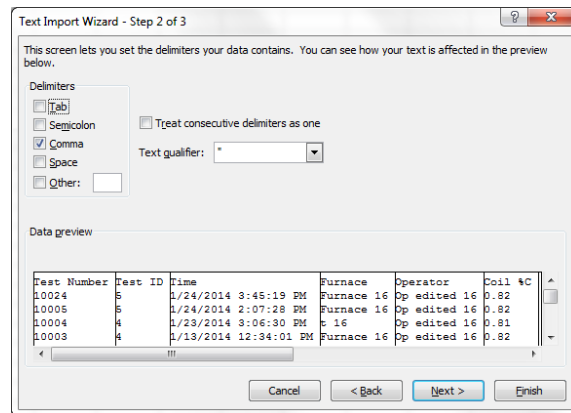 Text Import Wizard - Step 2 of 3
This screen lets you set the delimiters your data contains. You can see how your text is affected in the preview
below.
Delimiters
Tab
Semicolon
Comma
Space
Other:
Treat consecutive delimiters as one
Text qualifier: "
Data preview
Test Number Test ID Time Furnace Operator Coil %C
10024 5 1/24/2014 3:45:19 PM Furnace 16 Op edited 16 0.82
10005 5 1/24/2014 2:07:28 PM Furnace 16 Op edited 16 0.82
10004 4 1/23/2014 3:06:30 PM t 16 Op edited 16 0.81
10003 4 1/13/2014 12:34:01 PM Furnace 16 Op edited 16 0.82
Cancel < Back Next > Finish